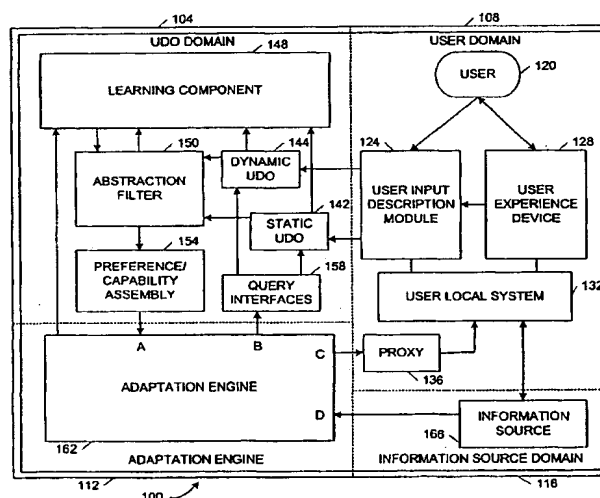 104
108
UDO DOMAIN
USER DOMAIN
148
LEARNING COMPONENT
USER
120
150
144
124
128
ABSTRACTION
FILTER
DYNAMIC
UDO
142
STATIC
UDO
USER INPUT
DESCRIPTION
MODULE
USER
EXPERIENCE
DEVICE
154
PREFERENCE/
CAPABILITY
ASSEMBLY
158
QUERY
INTERFACES
USER LOCAL SYSTEM
132
A
B
C
D
ADAPTATION ENGINE
PROXY
136
INFORMATION
SOURCE
162
166
ADAPTATION ENGINE
INFORMATION SOURCE DOMAIN
112
100
116